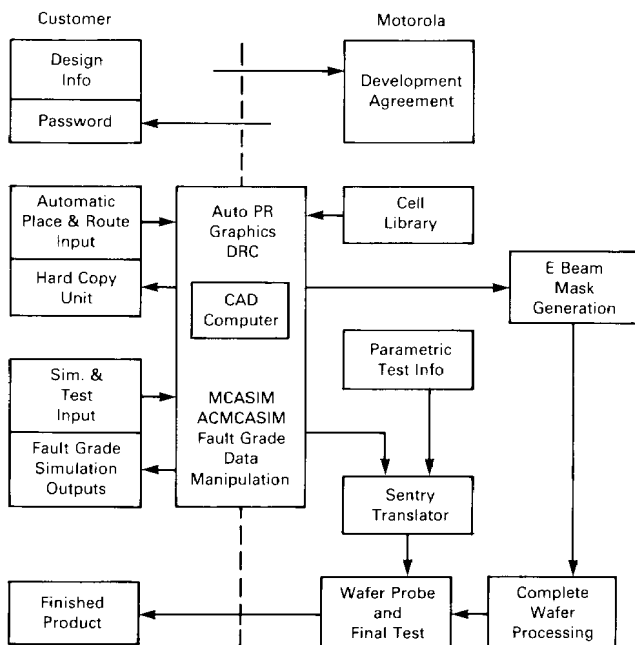 Customer
Motorola
Design
Info
Password
Development
Agreement
Automatic
Place & Route
Input
Hard Copy
Unit
Auto PR
Graphics
DRC
CAD
Computer
MCASIM
ACMCASIM
Fault Grade
Data
Manipulation
Cell
Library
E Beam
Mask
Generation
Parametric
Test Info
Sim. &
Test
Input
Fault Grade
Simulation
Outputs
Sentry
Translator
Finished
Product
Wafer Probe
and
Final Test
Complete
Wafer
Processing